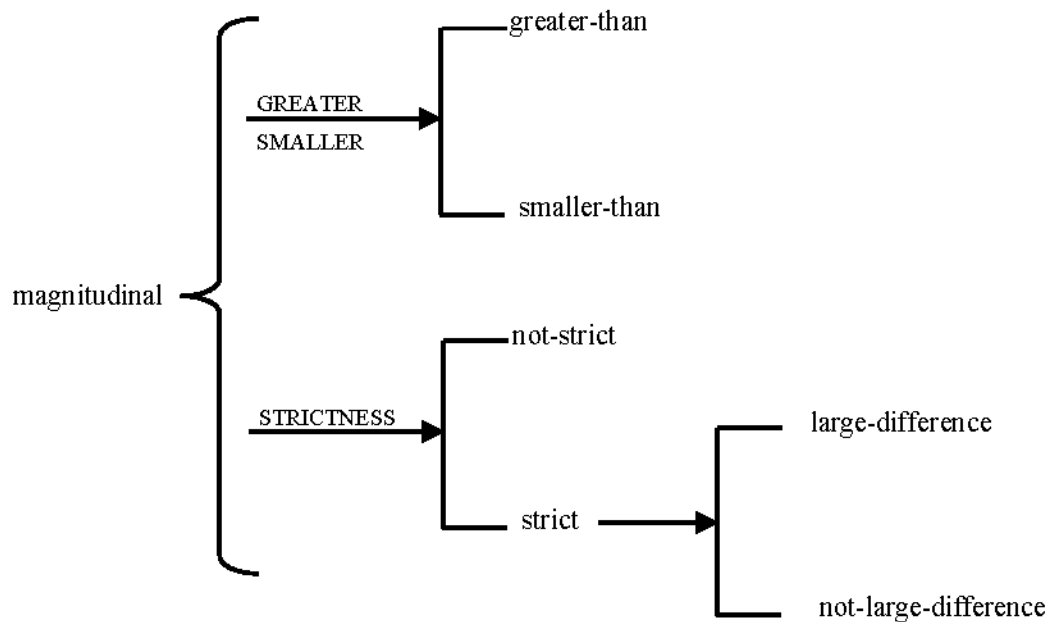 greater-than
GREATER
SMALLER
smaller-than
magnitudinal
not-strict
STRICTNESS
large-difference
strict
not-large-difference